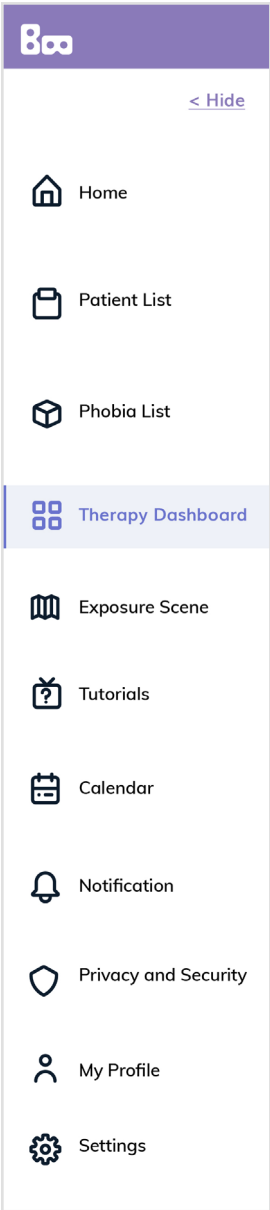 Boo
< Hide
Home
Patient List
Phobia List
Therapy Dashboard
Exposure Scene
Tutorials
Calendar
Notification
Privacy and Security
My Profile
Settings